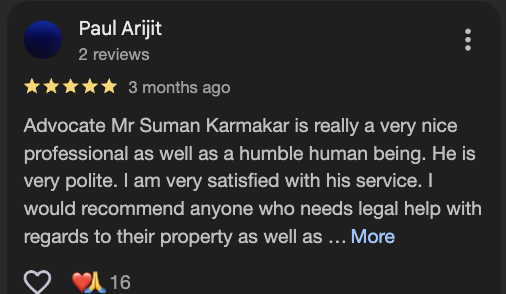 Paul Arijit
2 reviews
3 months ago
Advocate Mr Suman Karmakar is really a very nice
professional as well as a humble human being. He is
very polite. I am very satisfied with his service. I
would recommend anyone who needs legal help with
regards to their property as well as … More
16